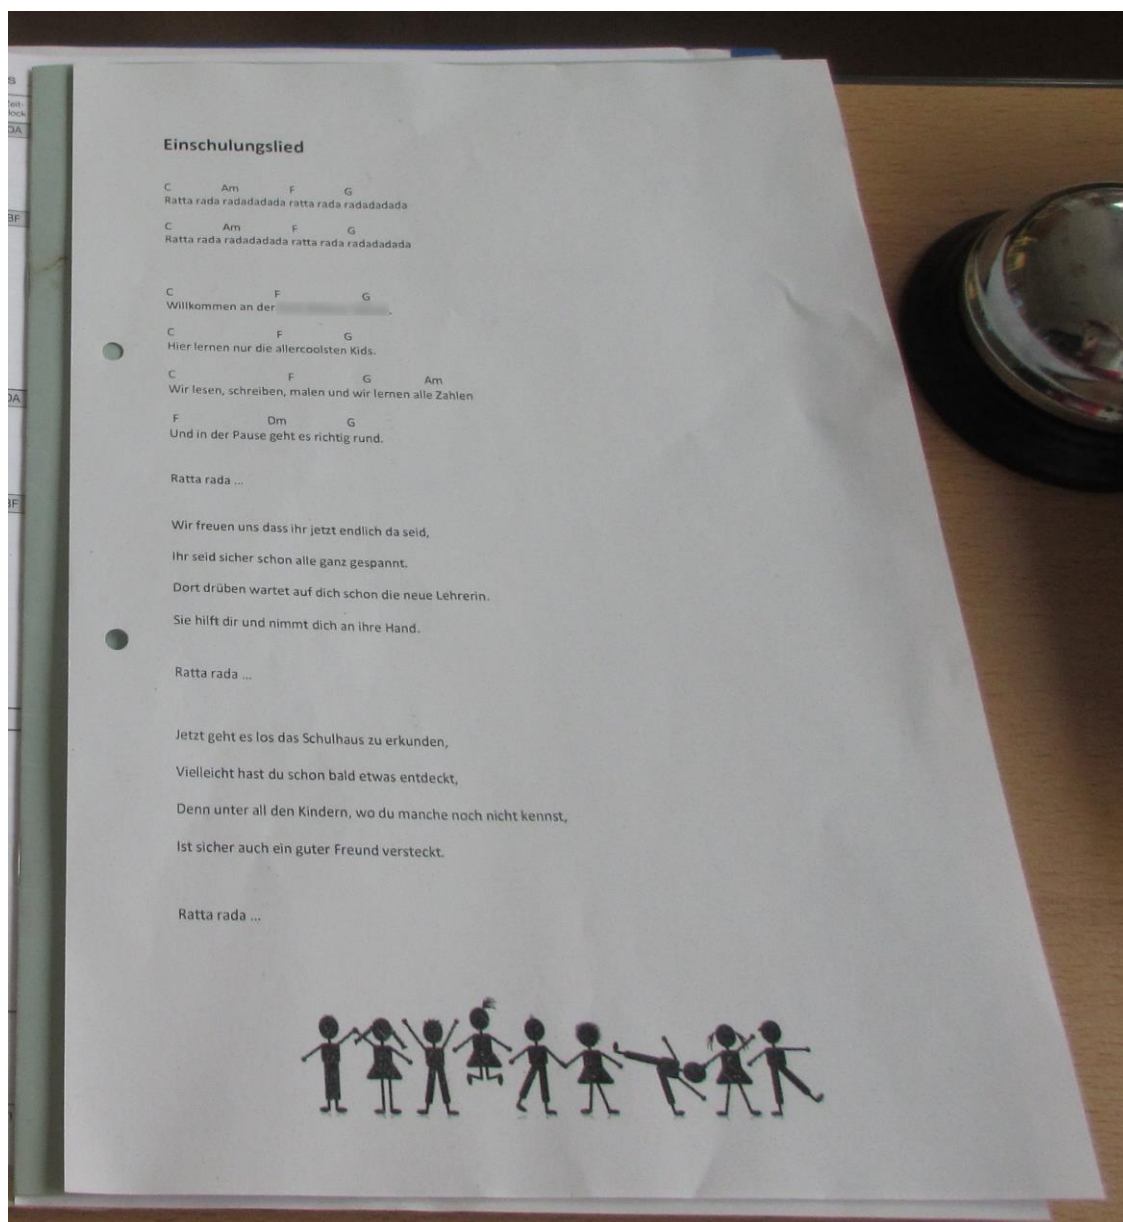 S
Zeit-
block
DA
BF
DA
BF
Einschulungslied
C Am F G
Ratta rada radadadada ratta rada radadadada
C Am F G
Ratta rada radadadada ratta rada radadadada
C F G
Willkommen an der .
C F G
Hier lernen nur die allercoolsten Kids.
C F G Am
Wir lesen, schreiben, malen und wir lernen alle Zahlen
F Dm G
Und in der Pause geht es richtig rund.
Ratta rada ...
Wir freuen uns dass ihr jetzt endlich da seid,
Ihr seid sicher schon alle ganz gespannt.
Dort drüben wartet auf dich schon die neue Lehrerin.
Sie hilft dir und nimmt dich an ihre Hand.
Ratta rada ...
Jetzt geht es los das Schulhaus zu erkunden,
Vielleicht hast du schon bald etwas entdeckt,
Denn unter all den Kindern, wo du manche noch nicht kennst,
Ist sicher auch ein guter Freund versteckt.
Ratta rada ...